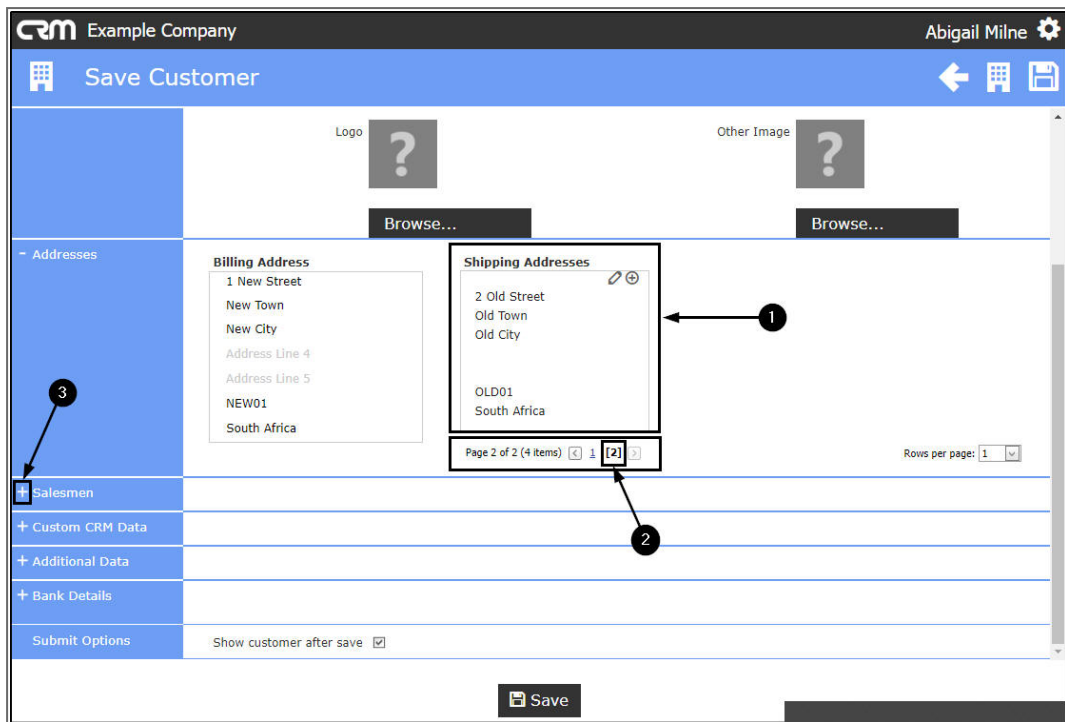 CRM Example Company
Abigail Milne
Save Customer
Logo
?
Browse...
Other Image
?
Browse...
- Addresses
Billing Address
1 New Street
New Town
New City
Address Line 4
Address Line 5
NEW01
South Africa
Shipping Addresses
2 Old Street
Old Town
Old City
OLD01
South Africa
1
Page 2 of 2 (4 items) < 1 [2] >
Rows per page: 1
2
3
+ Salesmen
+ Custom CRM Data
+ Additional Data
+ Bank Details
Submit Options
Show customer after save
Save